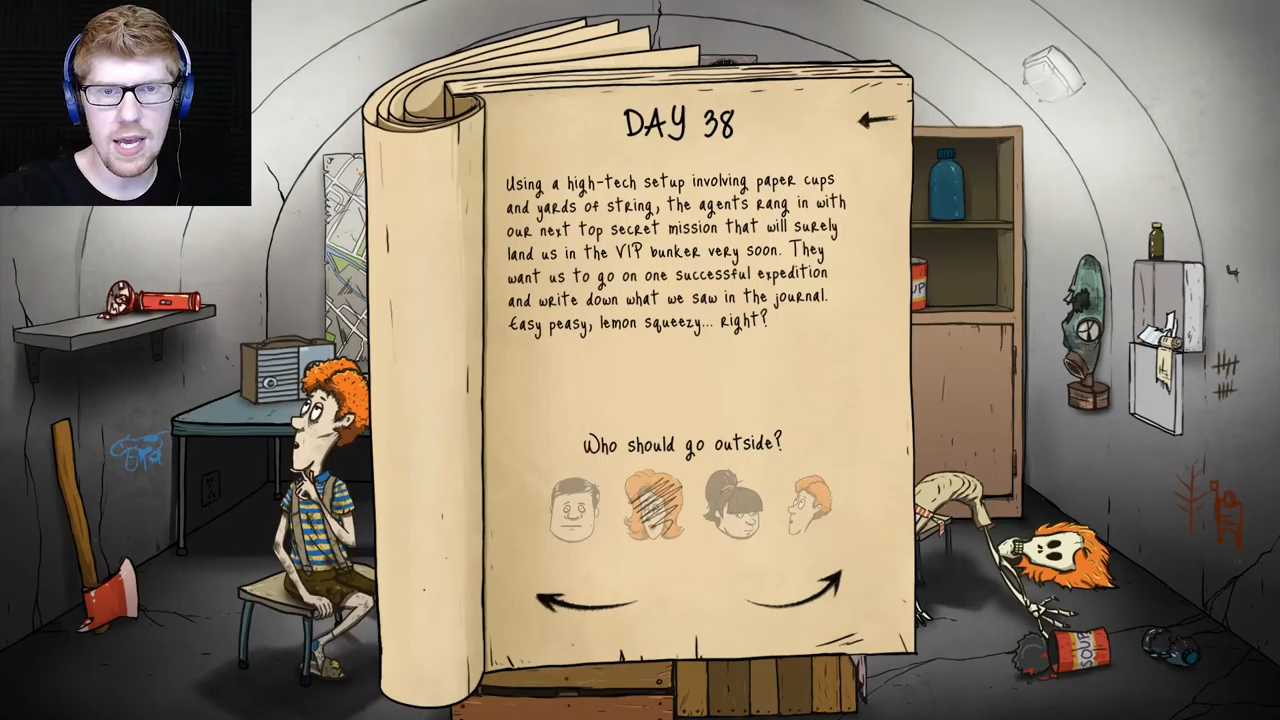 DAY 38
Using a high-tech setup involving paper cups
and yards of string, the agents rang in with
our next top secret mission that will surely
land us in the VIP bunker very soon. They
want us to go on one successful expedition
and write down what we saw in the journal.
Easy peasy, lemon squeezy... right?
UP
Who should go outside?
SOUP